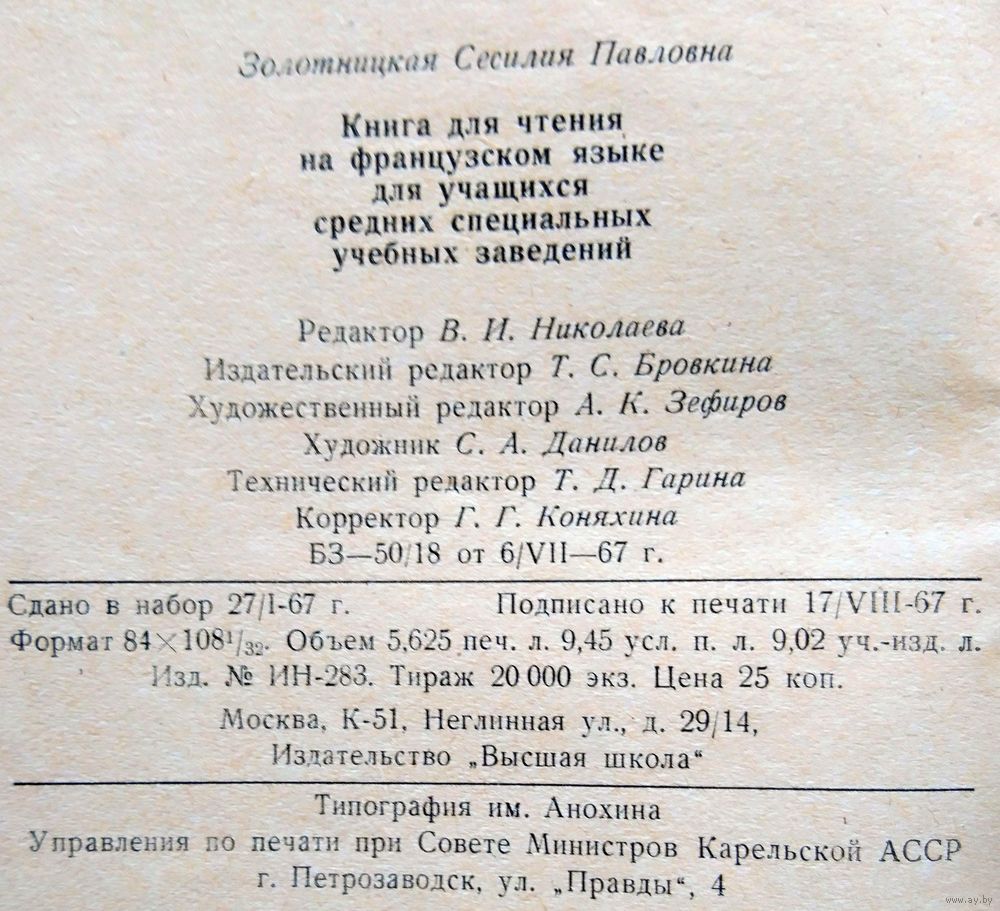 Золотницкая Сесилия Павловна
Книга для чтения
на французском языке
для учащихся
средних специальных
учебных заведений
Редактор В. И. Николаева
Издательский редактор Т. С. Бровкина
Художественный редактор А. К. Зефиров
Художник С. А. Данилов
Технический редактор Т. Д. Гарина
Корректор Г. Г. Коняхина
БЗ—50/18 от 6/VII—67 г.
Сдано в набор 27/I-67 г. Подписано к печати 17/VIII-67 г.
Формат 84×108¹/₃₂. Объем 5,625 печ. л. 9,45 усл. п. л. 9,02 уч.-изд. л.
Изд. № ИН-283. Тираж 20 000 экз. Цена 25 коп.
Москва, К-51, Неглинная ул., д. 29/14,
Издательство „Высшая школа“
Типография им. Анохина
Управления по печати при Совете Министров Карельской АССР
г. Петрозаводск, ул. „Правды“, 4
www.ay.by